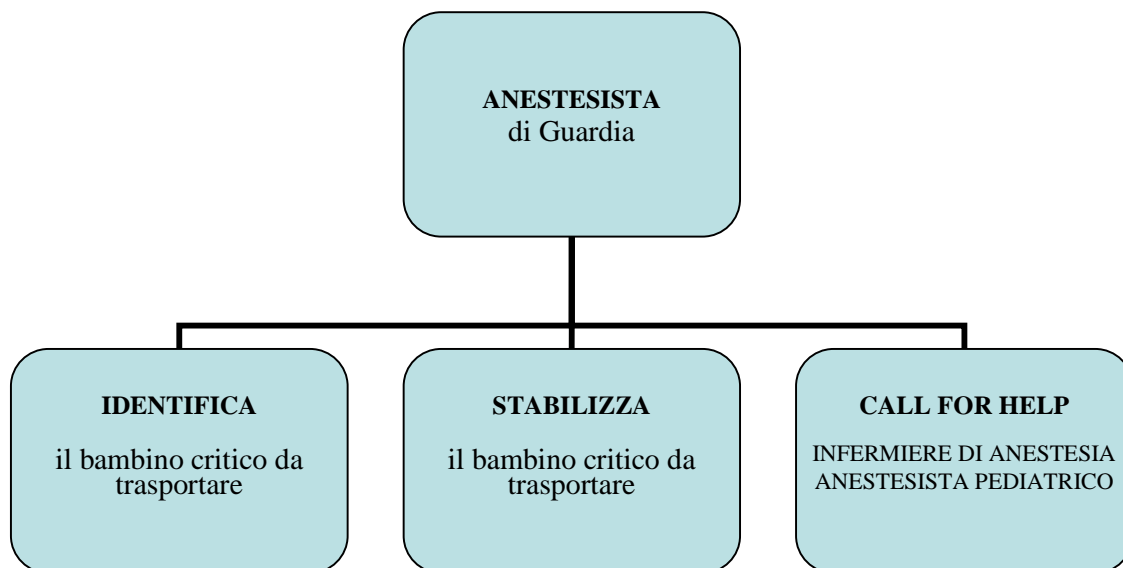 ANESTESISTA
di Guardia
IDENTIFICA
il bambino critico da
trasportare
STABILIZZA
il bambino critico da
trasportare
CALL FOR HELP
INFERMIERE DI ANESTESIA
ANESTESISTA PEDIATRICO